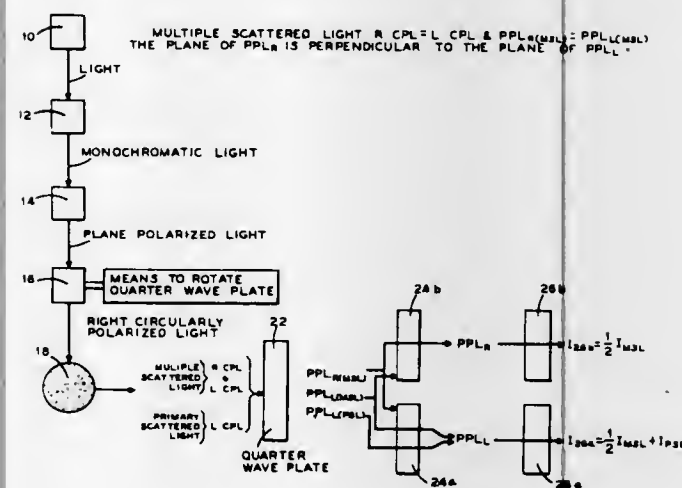 10
MULTIPLE SCATTERED LIGHT R CPL = L CPL & PPLR(MSL) = PPLL(MSL)
THE PLANE OF PPLR IS PERPENDICULAR TO THE PLANE OF PPLL.
LIGHT
12
MONOCHROMATIC LIGHT
14
PLANE POLARIZED LIGHT
16
MEANS TO ROTATE
QUARTER WAVE PLATE
RIGHT CIRCULARLY
POLARIZED LIGHT
18
MULIPLE
SCATTERED
LIGHT
R CPL
&
L CPL
PRIMARY
SCATTERED
LIGHT
L CPL
22
QUARTER
WAVE PLATE
PPLR(MSL)
PPLL(MSL)
PPLL(PSL)
24b
PPLR
26b
I26b = 1/2 IMSL
24a
PPLL
26a
I26a = 1/2 IMSL + IPSL